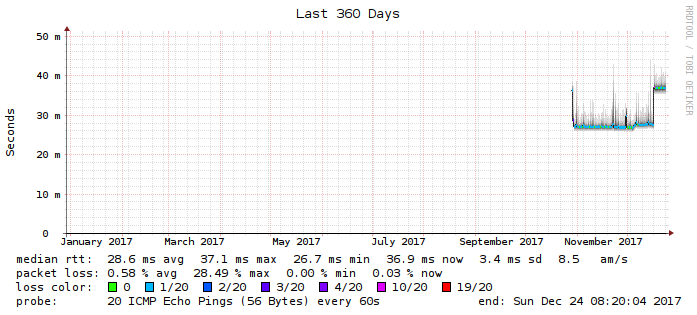 Last 360 Days
RRDTOOL / TOBI OETIKER
Seconds
50 m
40 m
30 m
20 m
10 m
0
January 2017 March 2017 May 2017 July 2017 September 2017 November 2017
median rtt: 28.6 ms avg 37.1 ms max 26.7 ms min 36.9 ms now 3.4 ms sd 8.5 am/s
packet loss: 0.58 % avg 28.49 % max 0.00 % min 0.03 % now
loss color: 0 1/20 2/20 3/20 4/20 10/20 19/20
probe: 20 ICMP Echo Pings (56 Bytes) every 60s end: Sun Dec 24 08:20:04 2017